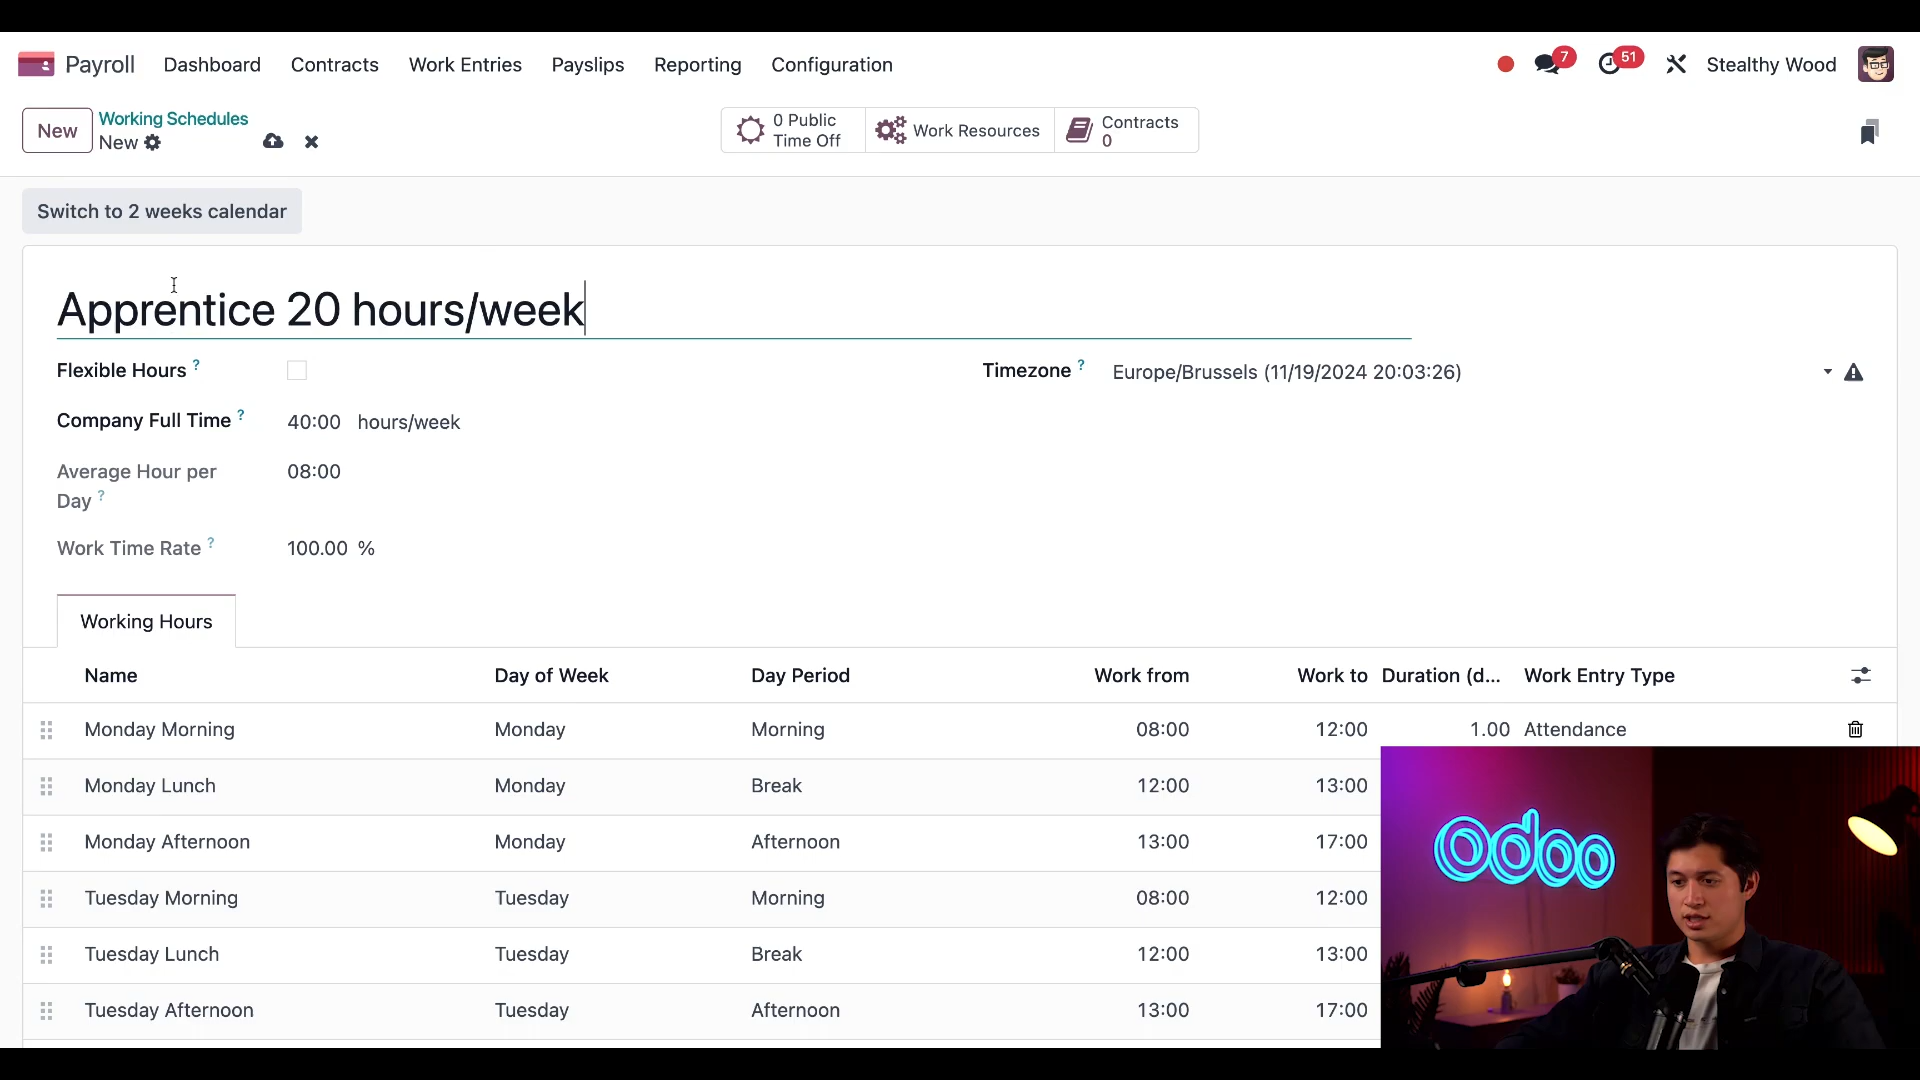 Payroll Dashboard Contracts Work Entries Payslips Reporting Configuration 7 51 Stealthy Wood
New Working Schedules
New
0 Public
Time Off
Work Resources
Contracts
0
Switch to 2 weeks calendar
Apprentice 20 hours/week
Flexible Hours ?
Timezone ? Europe/Brussels (11/19/2024 20:03:26)
Company Full Time ? 40:00 hours/week
Average Hour per
Day ?
08:00
Work Time Rate ? 100.00 %
Working Hours
Name Day of Week Day Period Work from Work to Duration (d... Work Entry Type
Monday Morning Monday Morning 08:00 12:00 1.00 Attendance
Monday Lunch Monday Break 12:00 13:00
Monday Afternoon Monday Afternoon 13:00 17:00
Tuesday Morning Tuesday Morning 08:00 12:00
Tuesday Lunch Tuesday Break 12:00 13:00
Tuesday Afternoon Tuesday Afternoon 13:00 17:00
odoo